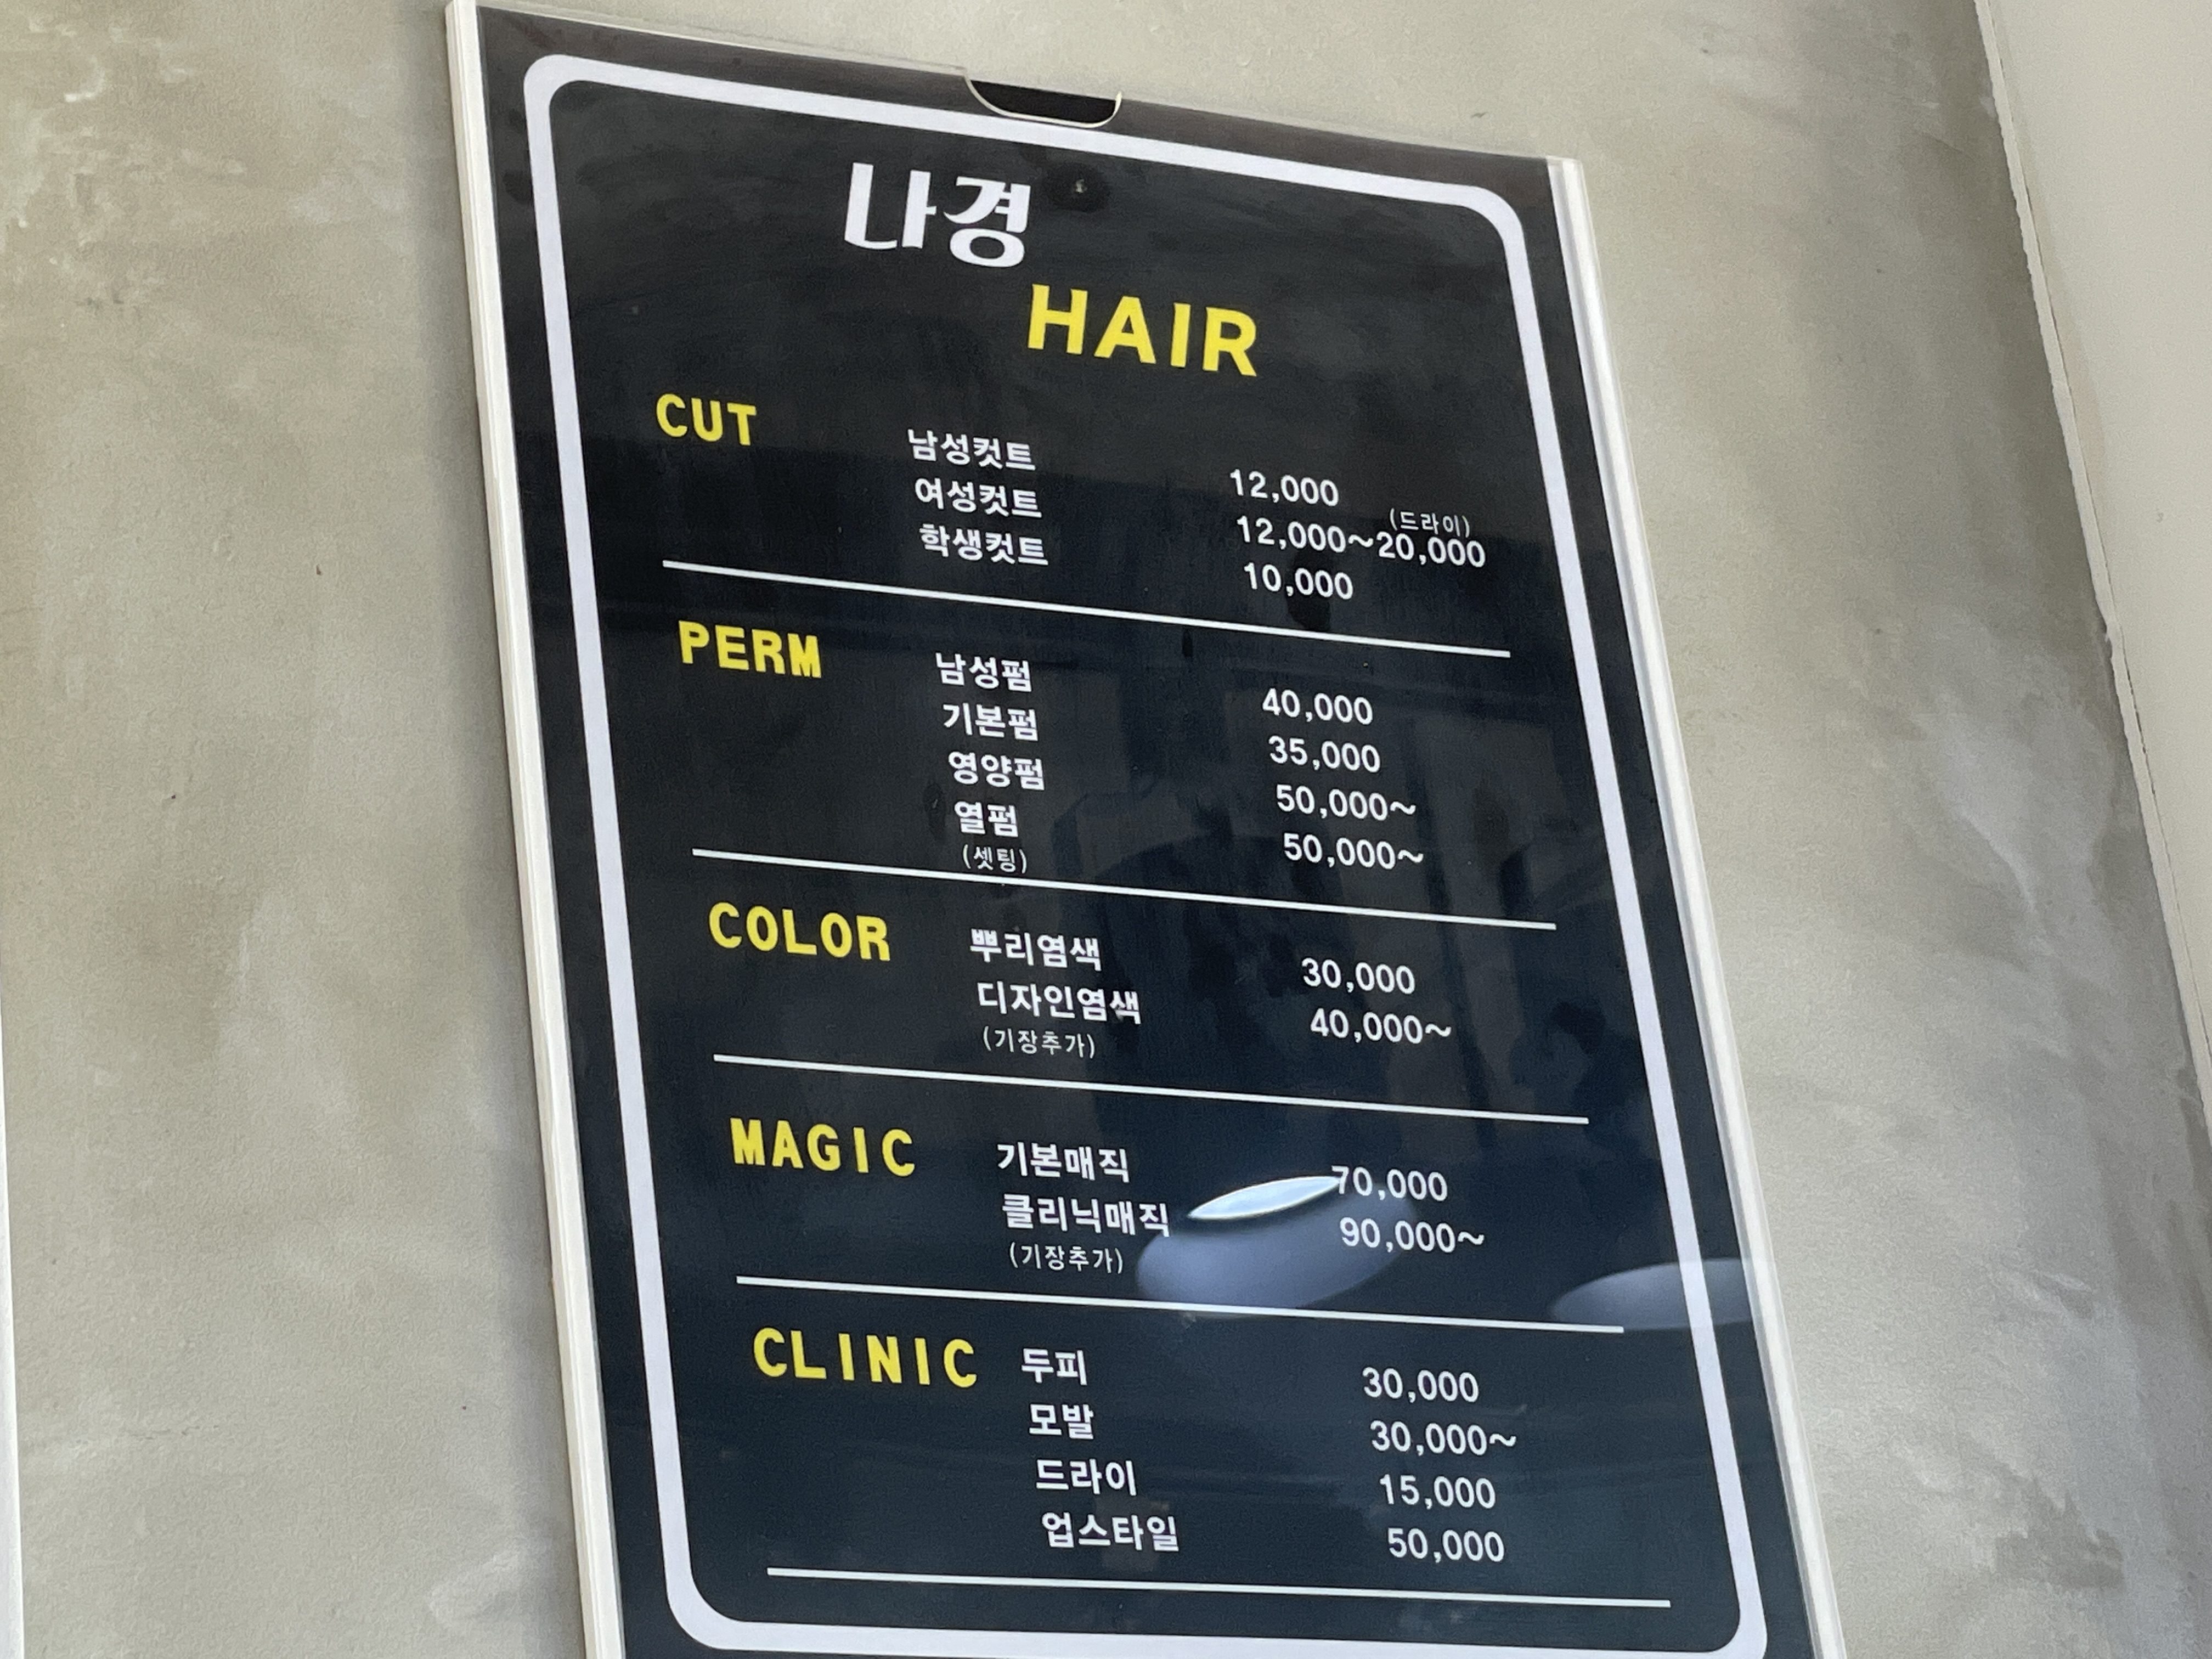 나경
HAIR
CUT
남성컷트 12,000
(드라이)
여성컷트 12,000~20,000
학생컷트 10,000
PERM
남성펌 40,000
기본펌 35,000
영양펌 50,000~
열펌 50,000~
(셋팅)
COLOR
뿌리염색 30,000
디자인염색 40,000~
(기장추가)
MAGIC
기본매직 70,000
클리닉매직 90,000~
(기장추가)
CLINIC
두피 30,000
모발 30,000~
드라이 15,000
업스타일 50,000